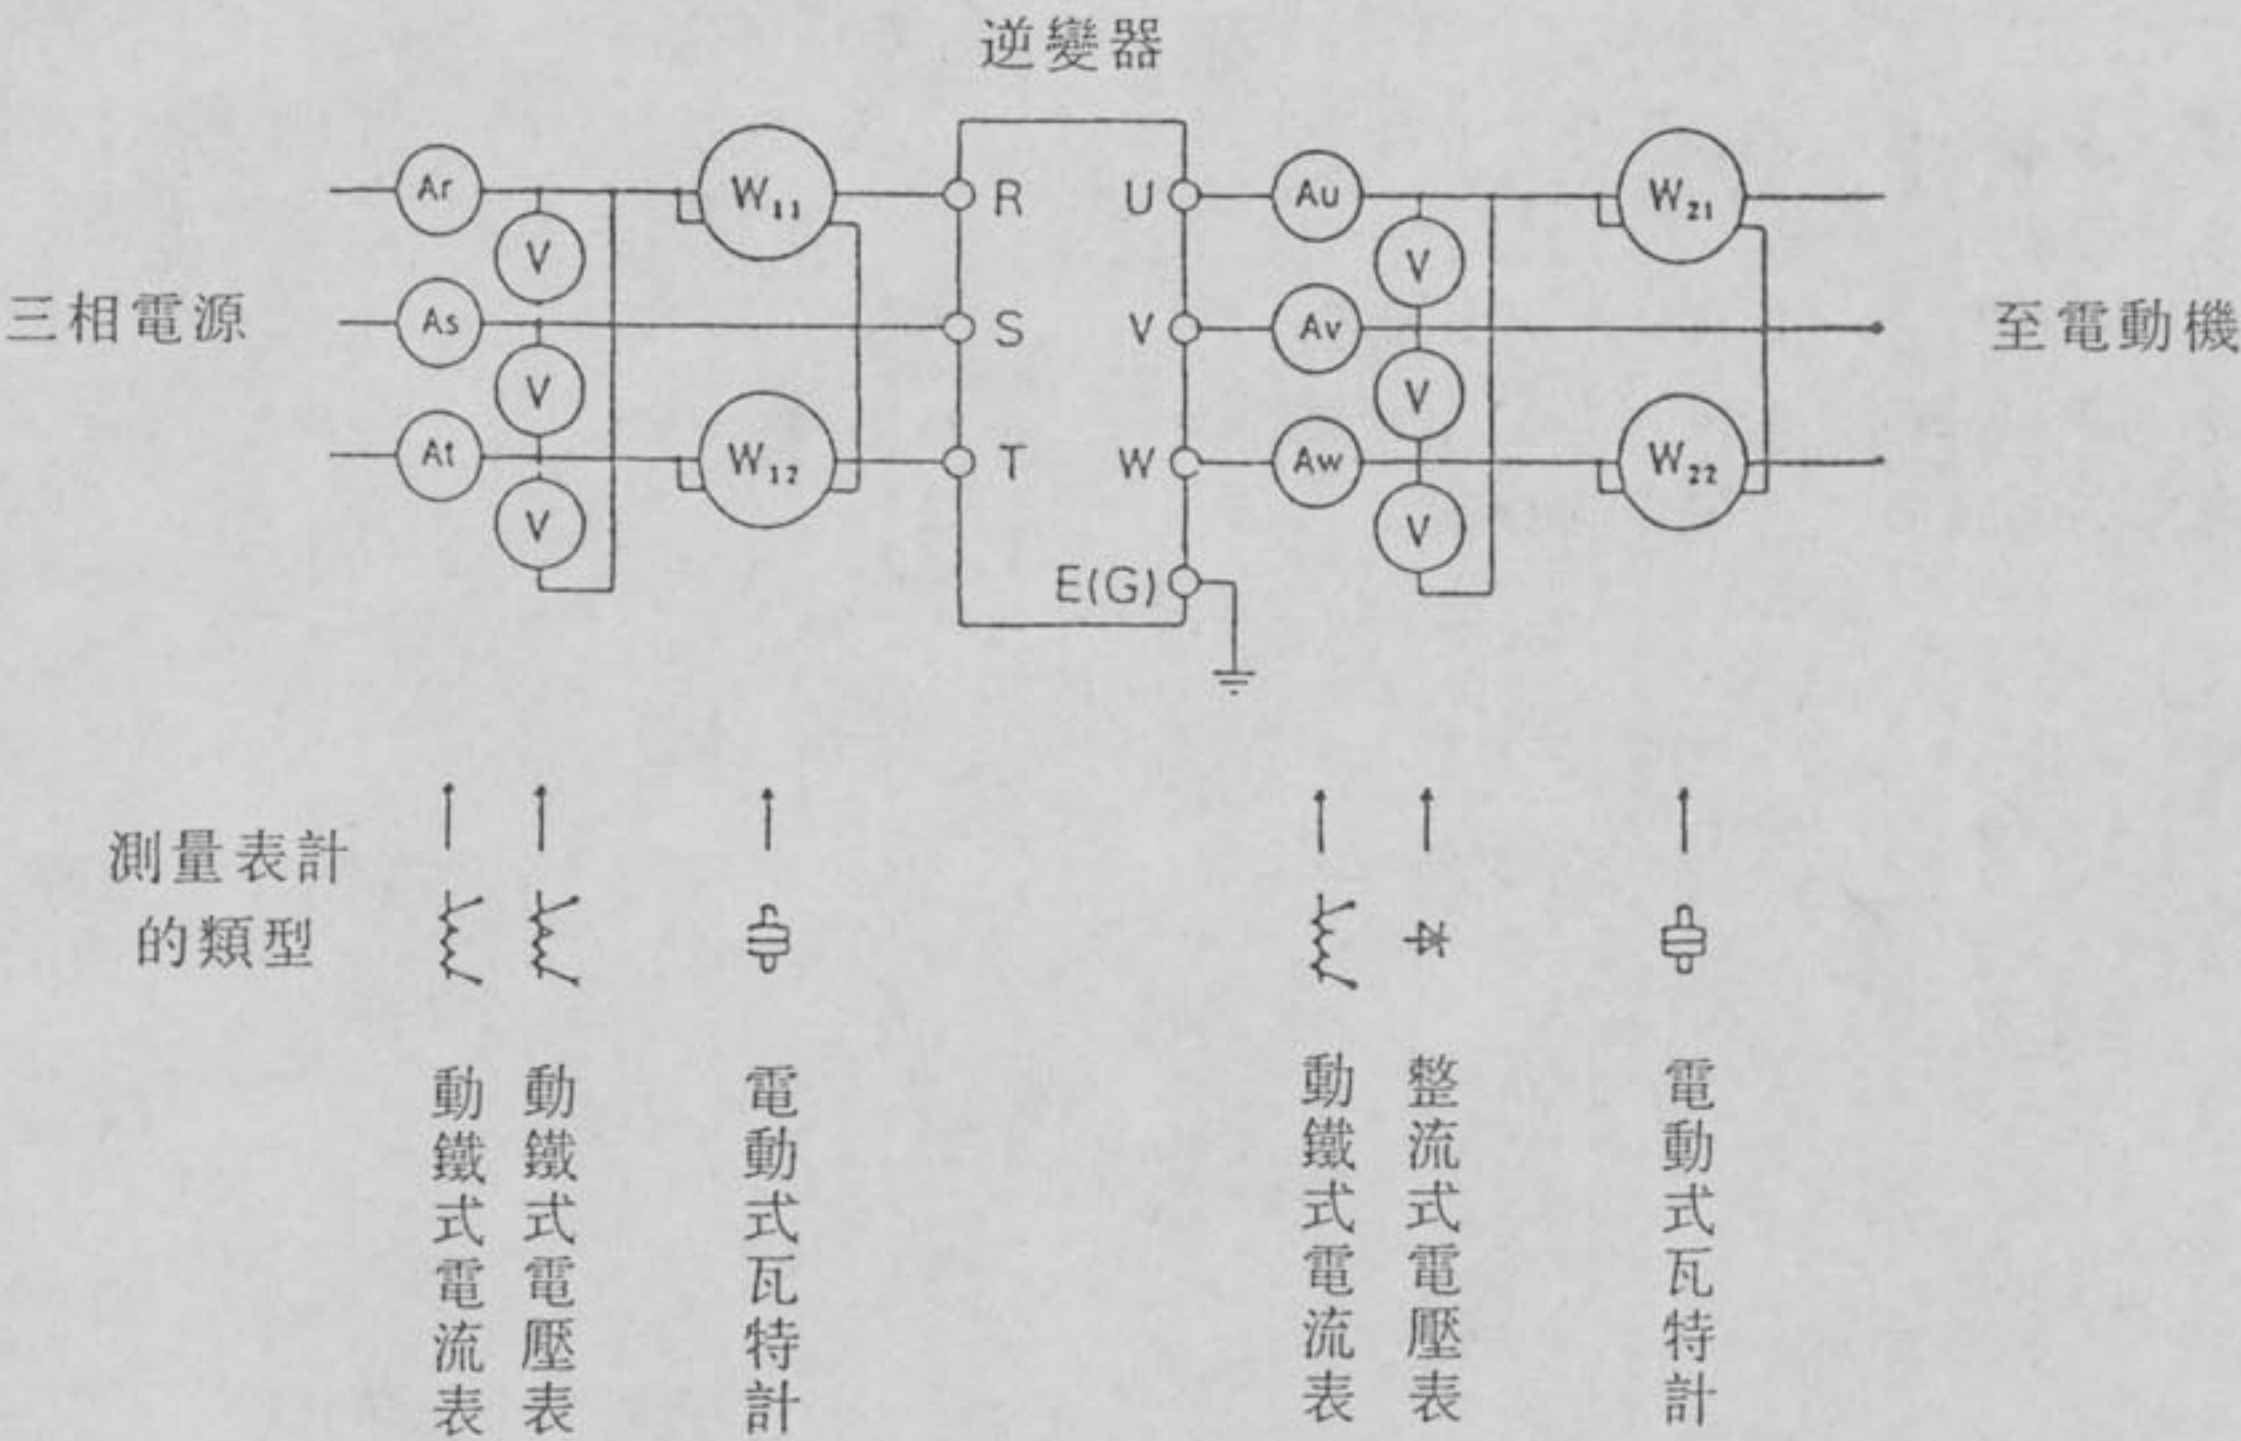 逆變器
Ar W₁₁ R U Au W₂₁
V V
三相電源 As S V Av 至電動機
V V
At W₁₂ T W Aw W₂₂
V V
E(G)
測量表計
的類型
動鐵式電流表
動鐵式電壓表
電動式瓦特計
動鐵式電流表
整流式電壓表
電動式瓦特計